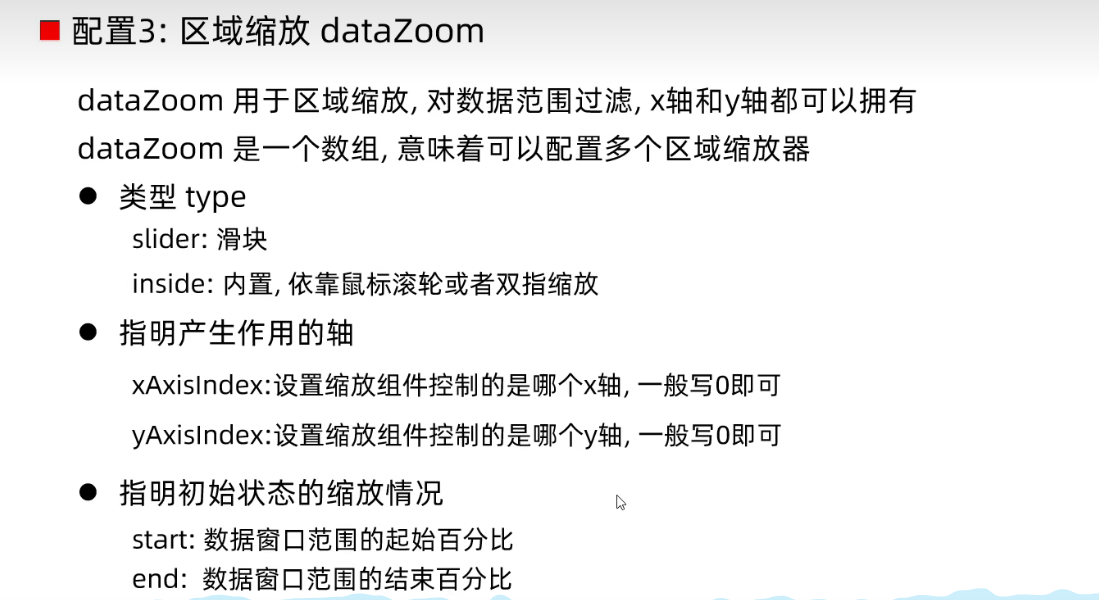 配置3: 区域缩放 dataZoom
dataZoom 用于区域缩放, 对数据范围过滤, x轴和y轴都可以拥有
dataZoom 是一个数组, 意味着可以配置多个区域缩放器
● 类型 type
slider: 滑块
inside: 内置, 依靠鼠标滚轮或者双指缩放
● 指明产生作用的轴
xAxisIndex:设置缩放组件控制的是哪个x轴, 一般写0即可
yAxisIndex:设置缩放组件控制的是哪个y轴, 一般写0即可
● 指明初始状态的缩放情况
start: 数据窗口范围的起始百分比
end: 数据窗口范围的结束百分比